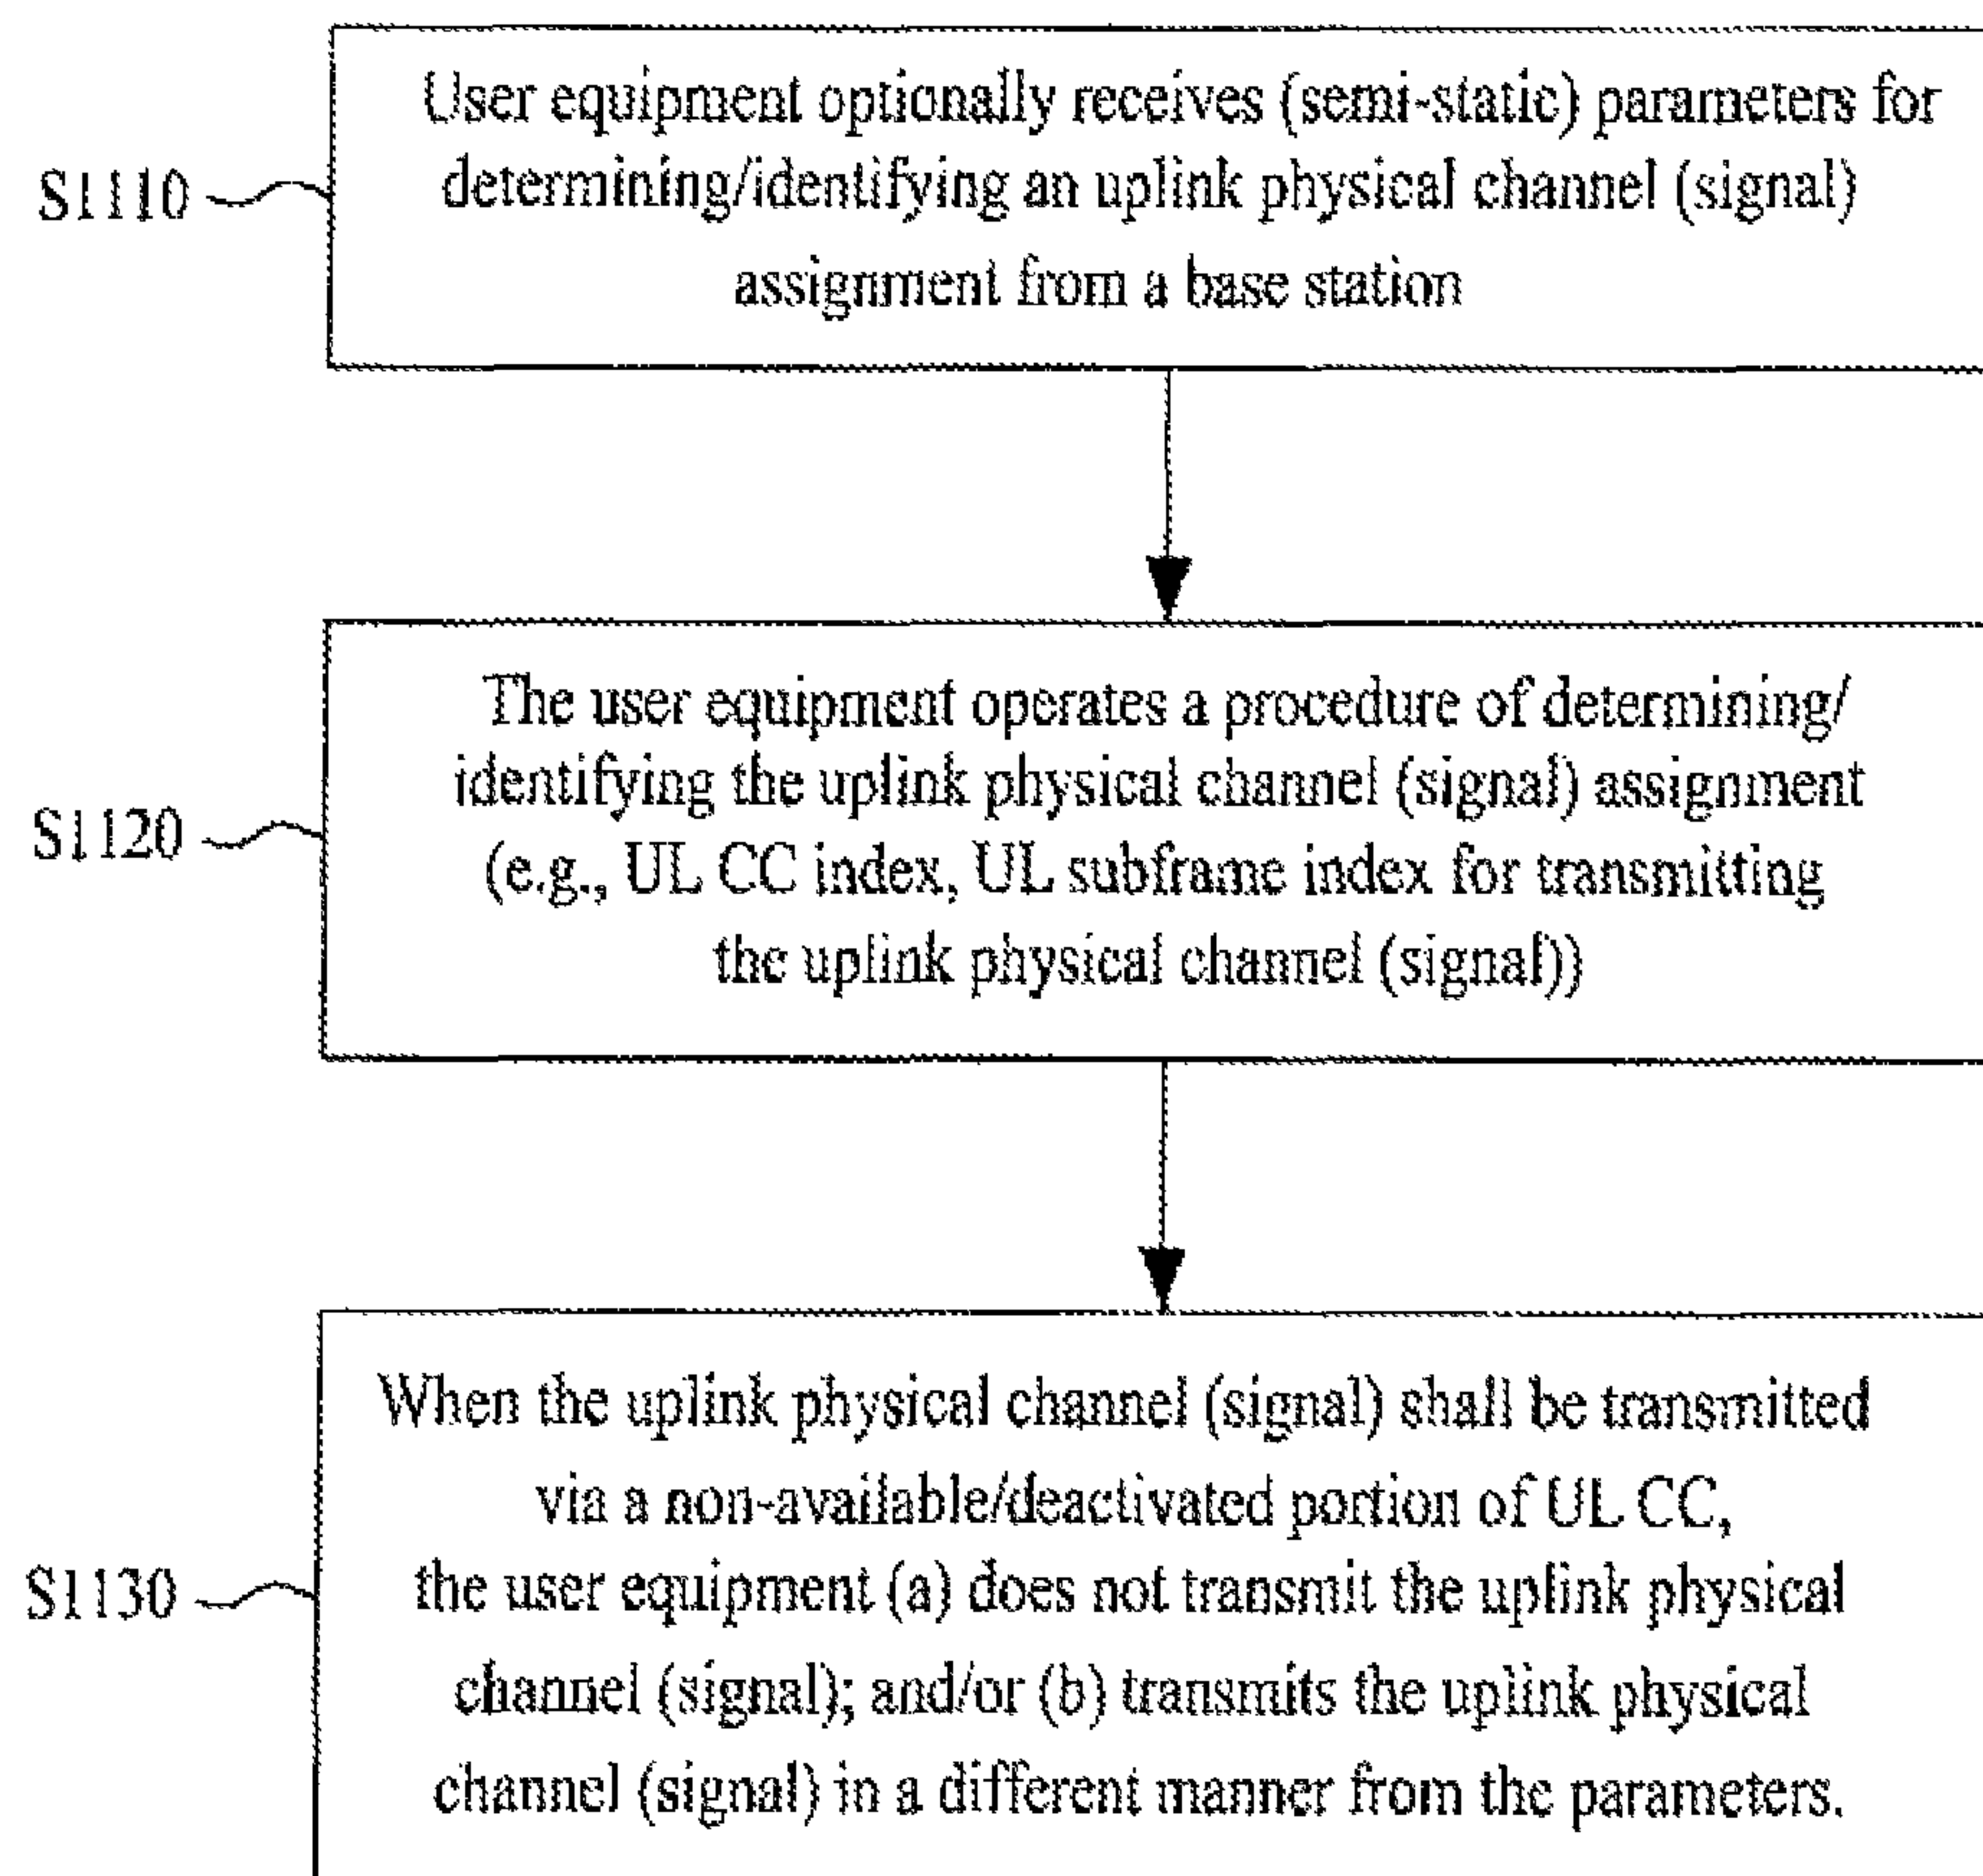 User equipment optionally receives (semi-static) parameters for
determining/identifying an uplink physical channel (signal)
assignment from a base station
S1110
The user equipment operates a procedure of determining/
identifying the uplink physical channel (signal) assignment
(e.g., UL CC index, UL subframe index for transmitting
the uplink physical channel (signal))
S1120
When the uplink physical channel (signal) shall be transmitted
via a non-available/deactivated portion of UL CC,
the user equipment (a) does not transmit the uplink physical
channel (signal); and/or (b) transmits the uplink physical
channel (signal) in a different manner from the parameters.
S1130